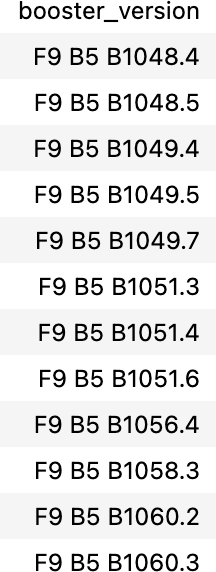 booster_version
F9 B5 B1048.4
F9 B5 B1048.5
F9 B5 B1049.4
F9 B5 B1049.5
F9 B5 B1049.7
F9 B5 B1051.3
F9 B5 B1051.4
F9 B5 B1051.6
F9 B5 B1056.4
F9 B5 B1058.3
F9 B5 B1060.2
F9 B5 B1060.3